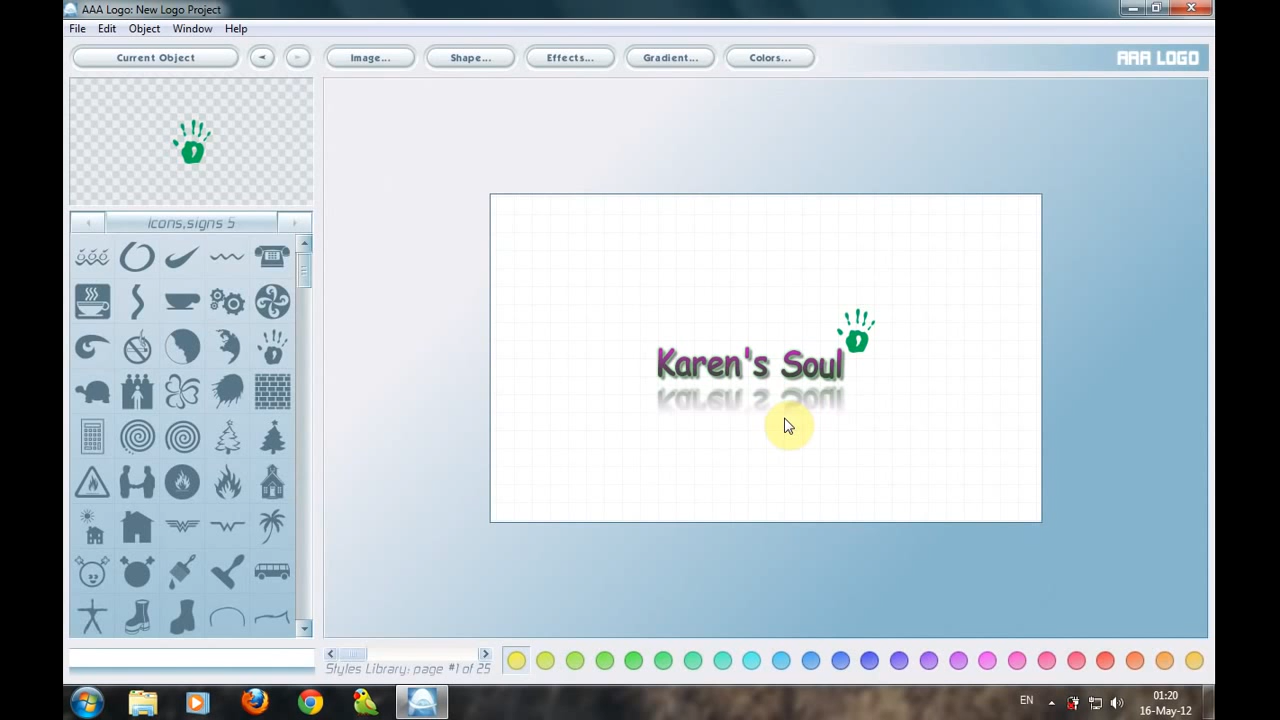 AAA Logo: New Logo Project
File Edit Object Window Help
Current Object Image... Shape... Effects... Gradient... Colors... AAA LOGO
icons,signs 5
Karen's Soul
Styles Library: page #1 of 25
EN 01:20
16-May-12